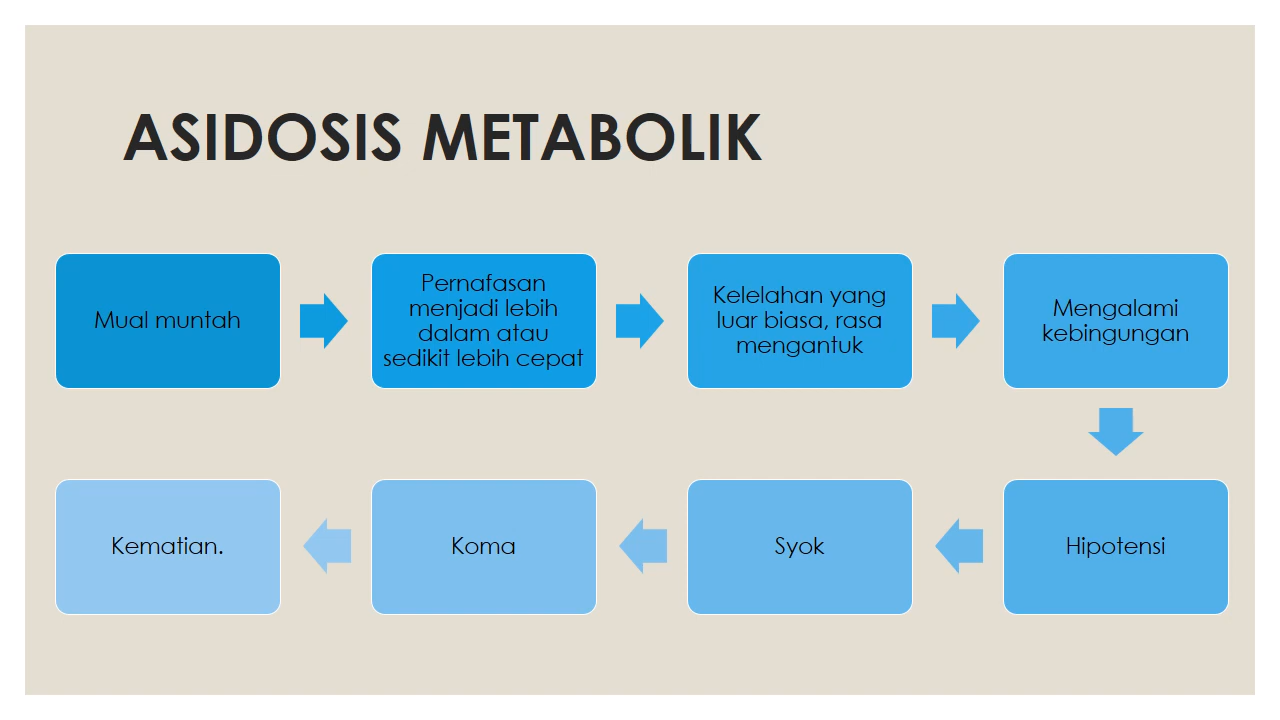 ASIDOSIS METABOLIK
Mual muntah
Pernafasan
menjadi lebih
dalam atau
sedikit lebih cepat
Kelelahan yang
luar biasa, rasa
mengantuk
Mengalami
kebingungan
Hipotensi
Syok
Koma
Kematian.